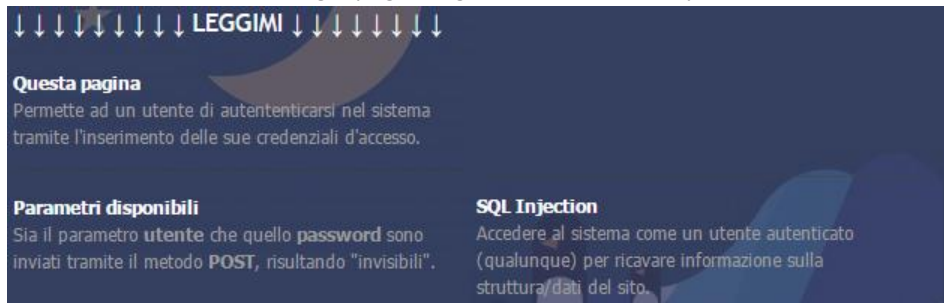 ↓↓↓↓↓↓↓↓↓ LEGGIMI ↓↓↓↓↓↓↓↓
Questa pagina
Permette ad un utente di autententicarsi nel sistema
tramite l'inserimento delle sue credenziali d'accesso.
Parametri disponibili
Sia il parametro utente che quello password sono
inviati tramite il metodo POST, risultando "invisibili".
SQL Injection
Accedere al sistema come un utente autenticato
(qualunque) per ricavare informazione sulla
struttura/dati del sito.